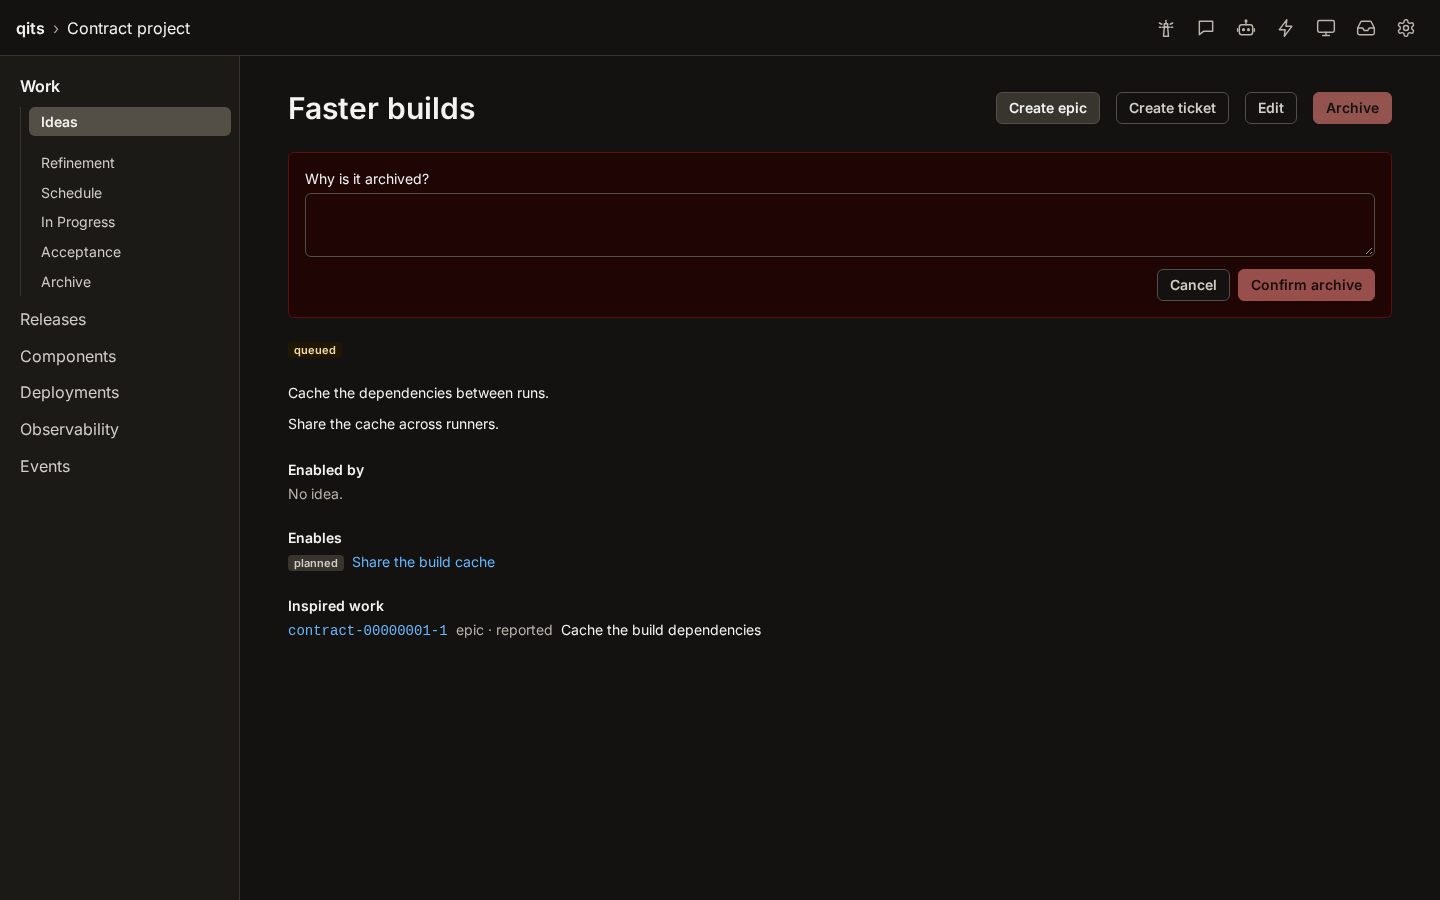 qits › Contract project
Work
Ideas
Refinement
Schedule
In Progress
Acceptance
Archive
Releases
Components
Deployments
Observability
Events
Faster builds
Create epic
Create ticket
Edit
Archive
Why is it archived?
Cancel
Confirm archive
queued
Cache the dependencies between runs.
Share the cache across runners.
Enabled by
No idea.
Enables
planned Share the build cache
Inspired work
contract-00000001-1 epic · reported Cache the build dependencies